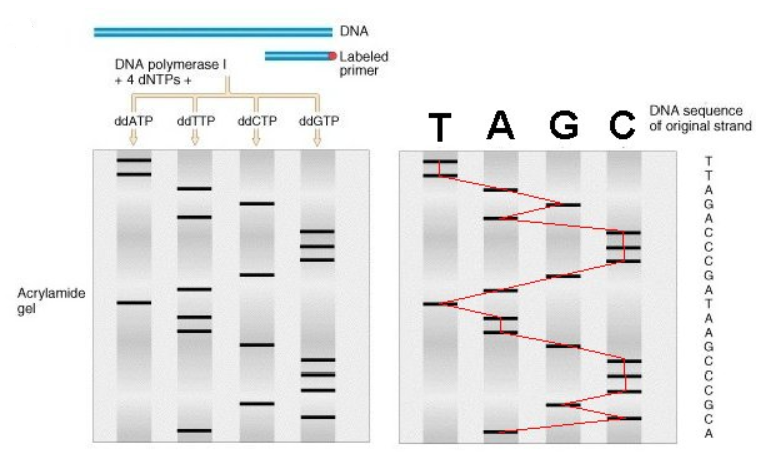 DNA
Labeled
primer
DNA polymerase I
+ 4 dNTPs +
ddATP ddTTP ddCTP ddGTP
Acrylamide
gel
T A G C
DNA sequence
of original strand
T
T
A
G
A
C
C
C
G
A
T
A
A
G
C
C
C
G
C
A